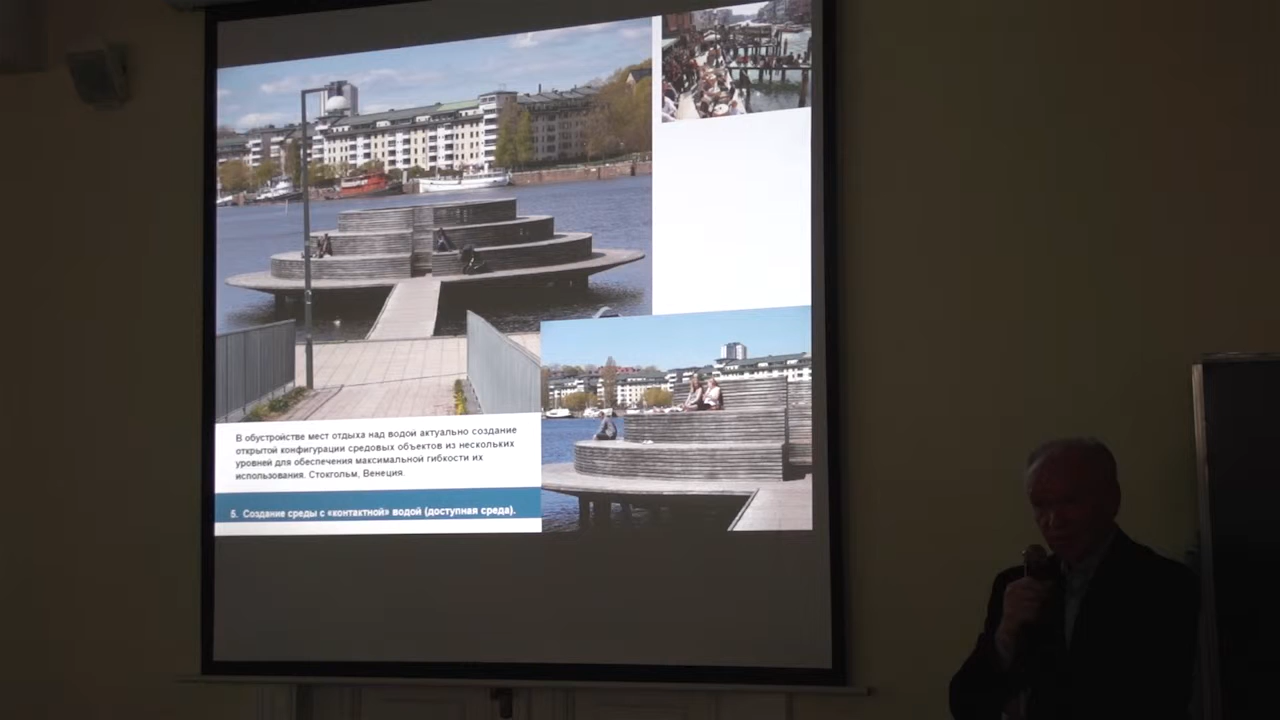 В обустройстве мест отдыха над водой актуально создание
открытой конфигурации средовых объектов из нескольких
уровней для обеспечения максимальной гибкости их
использования. Стокгольм, Венеция.
5. Создание среды с «контактной» водой (доступная среда).